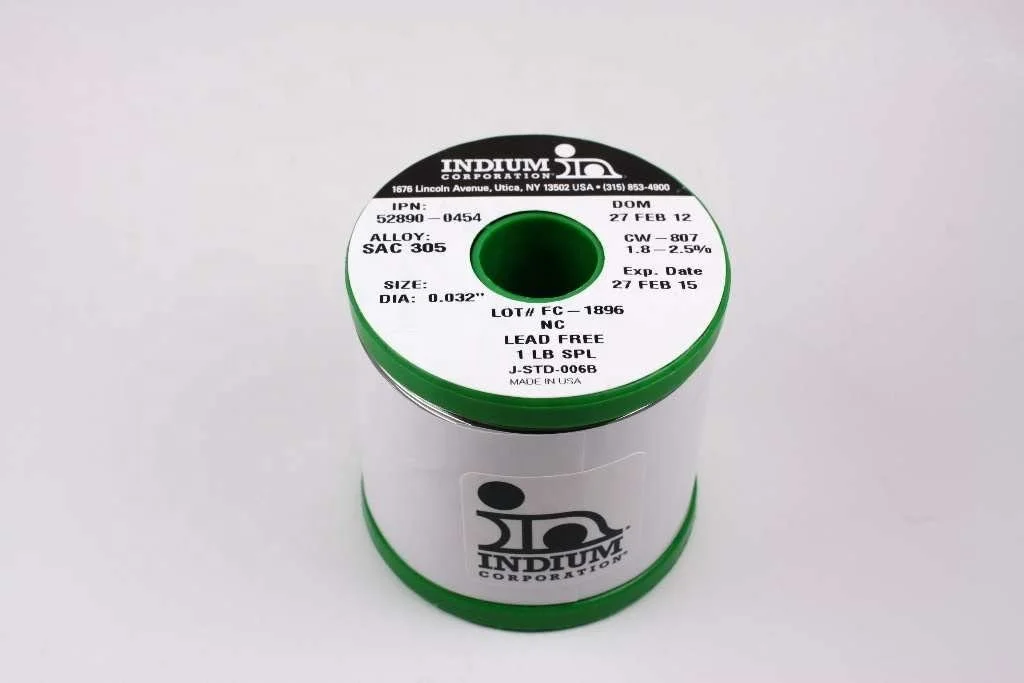 INDIUM
CORPORATION
in
1676 Lincoln Avenue, Utica, NY 13502 USA • (315) 853-4900
IPN:
52890-0454
ALLOY:
SAC 305
SIZE:
DIA: 0.032"
DOM
27 FEB 12
CW-807
1.8-2.5%
Exp. Date
27 FEB 15
LOT# FC-1896
NC
LEAD FREE
1 LB SPL
J-STD-006B
MADE IN USA
in
INDIUM
CORPORATION